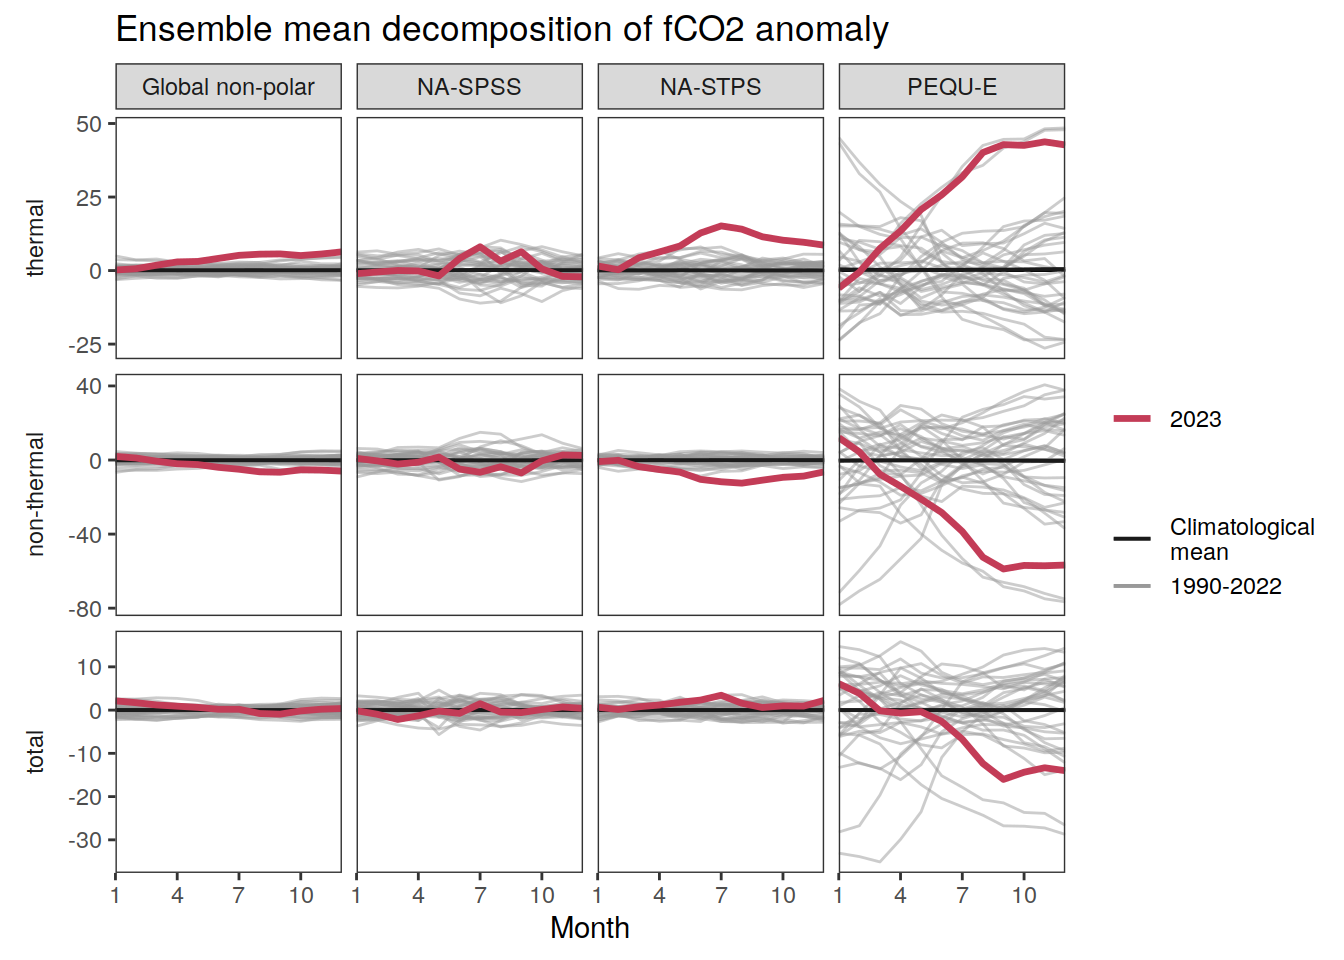 Ensemble mean decomposition of fCO2 anomaly
Global non-polar NA-SPSS NA-STPS PEQU-E
thermal
50
25
0
-25
non-thermal
40
0
-40
-80
total
10
0
-10
-20
-30
1 4 7 10 1 4 7 10 1 4 7 10 1 4 7 10
Month
2023
Climatological
mean
1990-2022